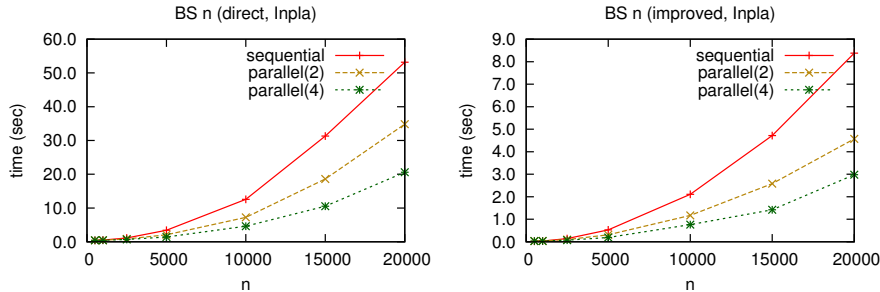 BS n (direct, Inpla)
60.0
50.0
40.0
30.0
20.0
10.0
0.0
time (sec)
sequential
parallel(2)
parallel(4)
0 5000 10000 15000 20000
n
BS n (improved, Inpla)
9.0
8.0
7.0
6.0
5.0
4.0
3.0
2.0
1.0
0.0
time (sec)
sequential
parallel(2)
parallel(4)
0 5000 10000 15000 20000
n